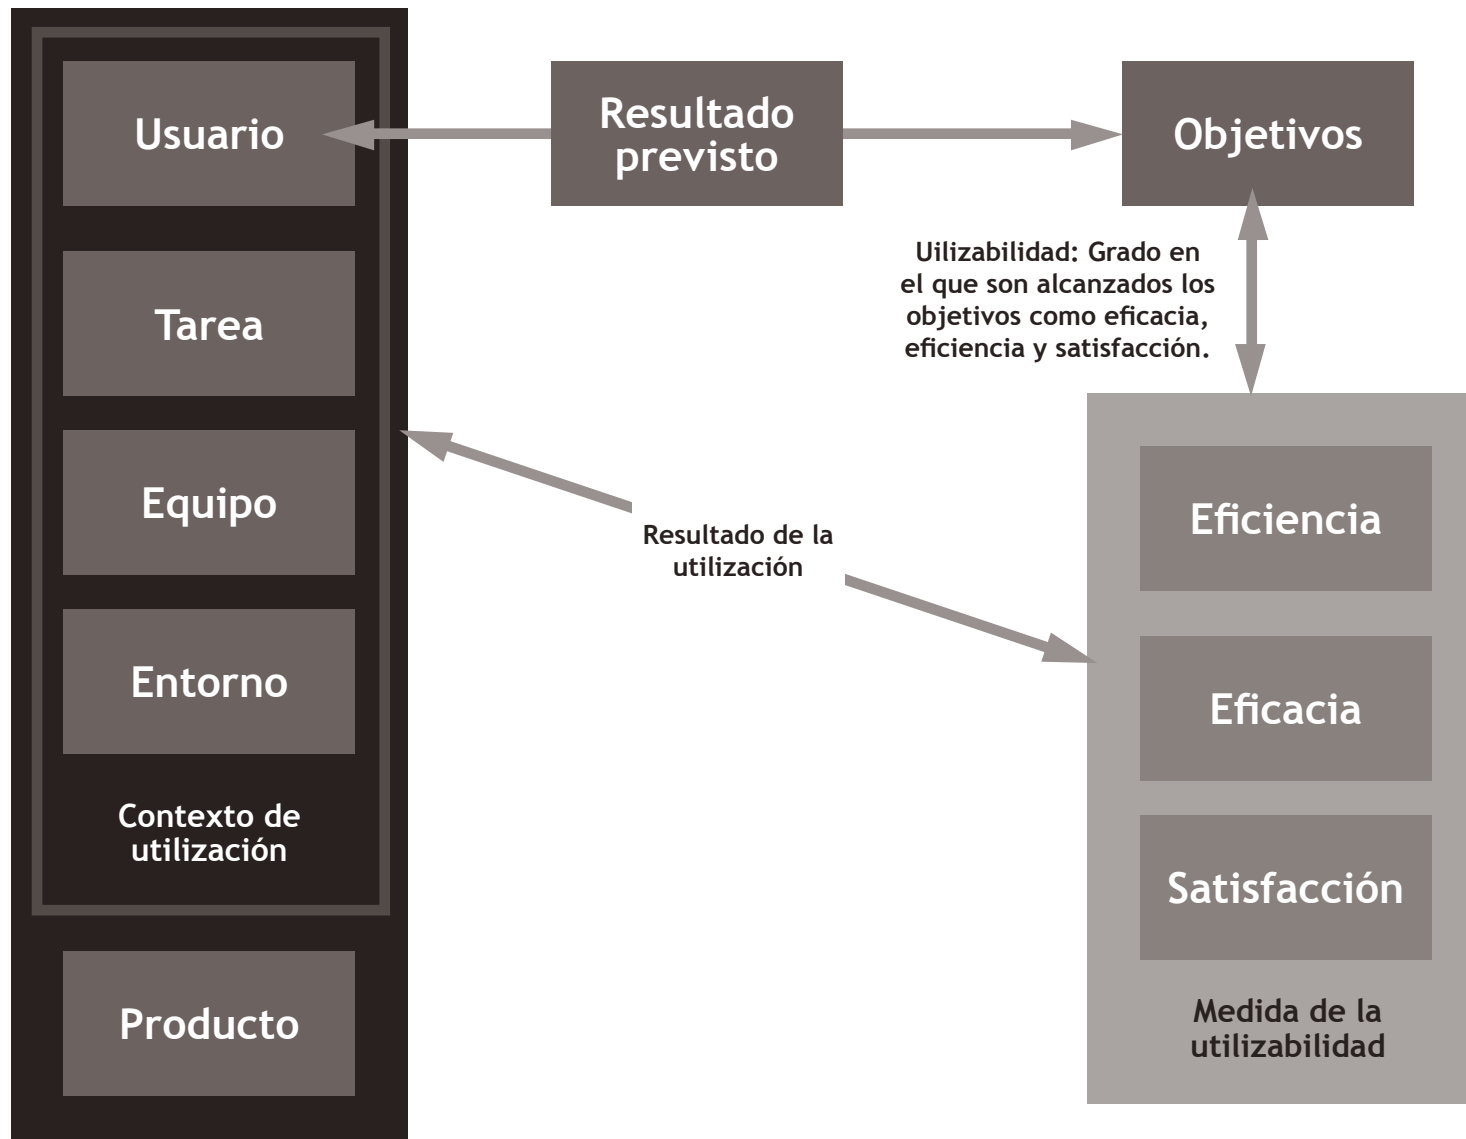 Usuario
Resultado
previsto
Objetivos
Uilizabilidad: Grado en
el que son alcanzados los
objetivos como eficacia,
eficiencia y satisfacción.
Tarea
Equipo
Entorno
Contexto de
utilización
Producto
Resultado de la
utilización
Eficiencia
Eficacia
Satisfacción
Medida de la
utilizabilidad